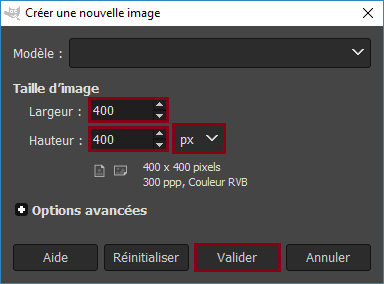 Créer une nouvelle image
Modèle :
Taille d'image
Largeur : 400
Hauteur : 400 px
400 x 400 pixels
300 ppp, Couleur RVB
Options avancées
Aide Réinitialiser Valider Annuler